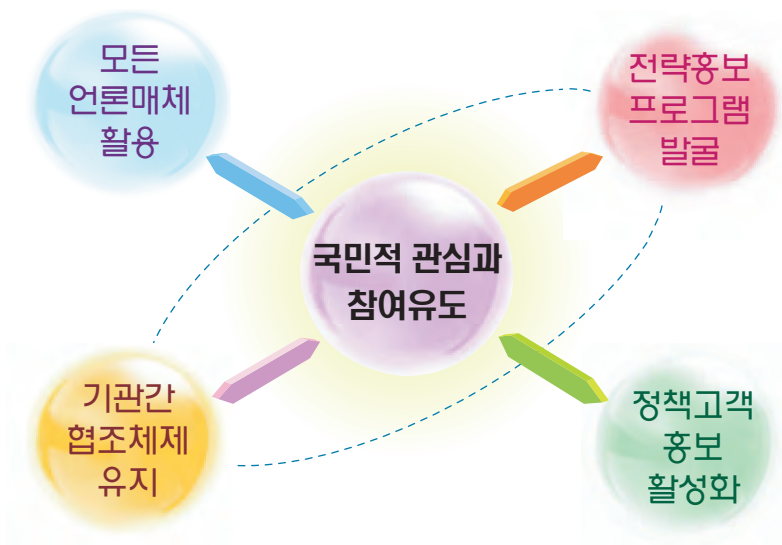 모든
언론매체
활용
전략홍보
프로그램
발굴
국민적 관심과
참여유도
기관간
협조체제
유지
정책고객
홍보
활성화